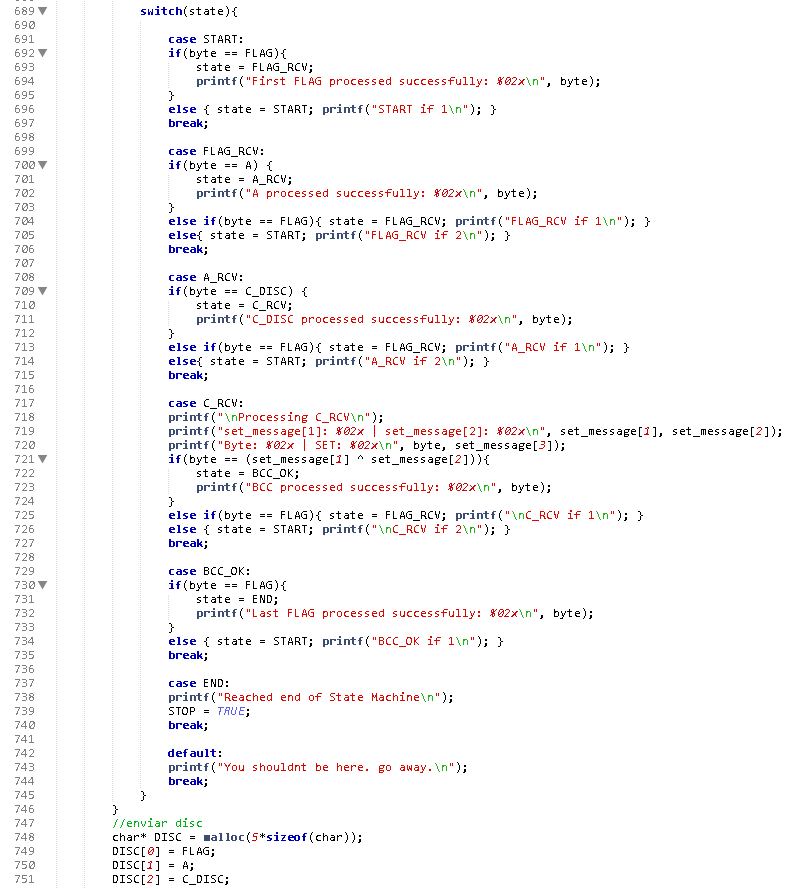 689 switch(state){
690
691 case START:
692 if(byte == FLAG){
693 state = FLAG_RCV;
694 printf("First FLAG processed successfully: %02x\n", byte);
695 }
696 else { state = START; printf("START if 1\n"); }
697 break;
698
699 case FLAG_RCV:
700 if(byte == A) {
701 state = A_RCV;
702 printf("A processed successfully: %02x\n", byte);
703 }
704 else if(byte == FLAG){ state = FLAG_RCV; printf("FLAG_RCV if 1\n"); }
705 else{ state = START; printf("FLAG_RCV if 2\n"); }
706 break;
707
708 case A_RCV:
709 if(byte == C_DISC) {
710 state = C_RCV;
711 printf("C_DISC processed successfully: %02x\n", byte);
712 }
713 else if(byte == FLAG){ state = FLAG_RCV; printf("A_RCV if 1\n"); }
714 else{ state = START; printf("A_RCV if 2\n"); }
715 break;
716
717 case C_RCV:
718 printf("\nProcessing C_RCV\n");
719 printf("set_message[1]: %02x | set_message[2]: %02x\n", set_message[1], set_message[2]);
720 printf("Byte: %02x | SET: %02x\n", byte, set_message[3]);
721 if(byte == (set_message[1] ^ set_message[2])){
722 state = BCC_OK;
723 printf("BCC processed successfully: %02x\n", byte);
724 }
725 else if(byte == FLAG){ state = FLAG_RCV; printf("\nC_RCV if 1\n"); }
726 else { state = START; printf("\nC_RCV if 2\n"); }
727 break;
728
729 case BCC_OK:
730 if(byte == FLAG){
731 state = END;
732 printf("Last FLAG processed successfully: %02x\n", byte);
733 }
734 else { state = START; printf("BCC_OK if 1\n"); }
735 break;
736
737 case END:
738 printf("Reached end of State Machine\n");
739 STOP = TRUE;
740 break;
741
742 default:
743 printf("You shouldnt be here. go away.\n");
744 break;
745 }
746 }
747 //enviar disc
748 char* DISC = malloc(5*sizeof(char));
749 DISC[0] = FLAG;
750 DISC[1] = A;
751 DISC[2] = C_DISC;